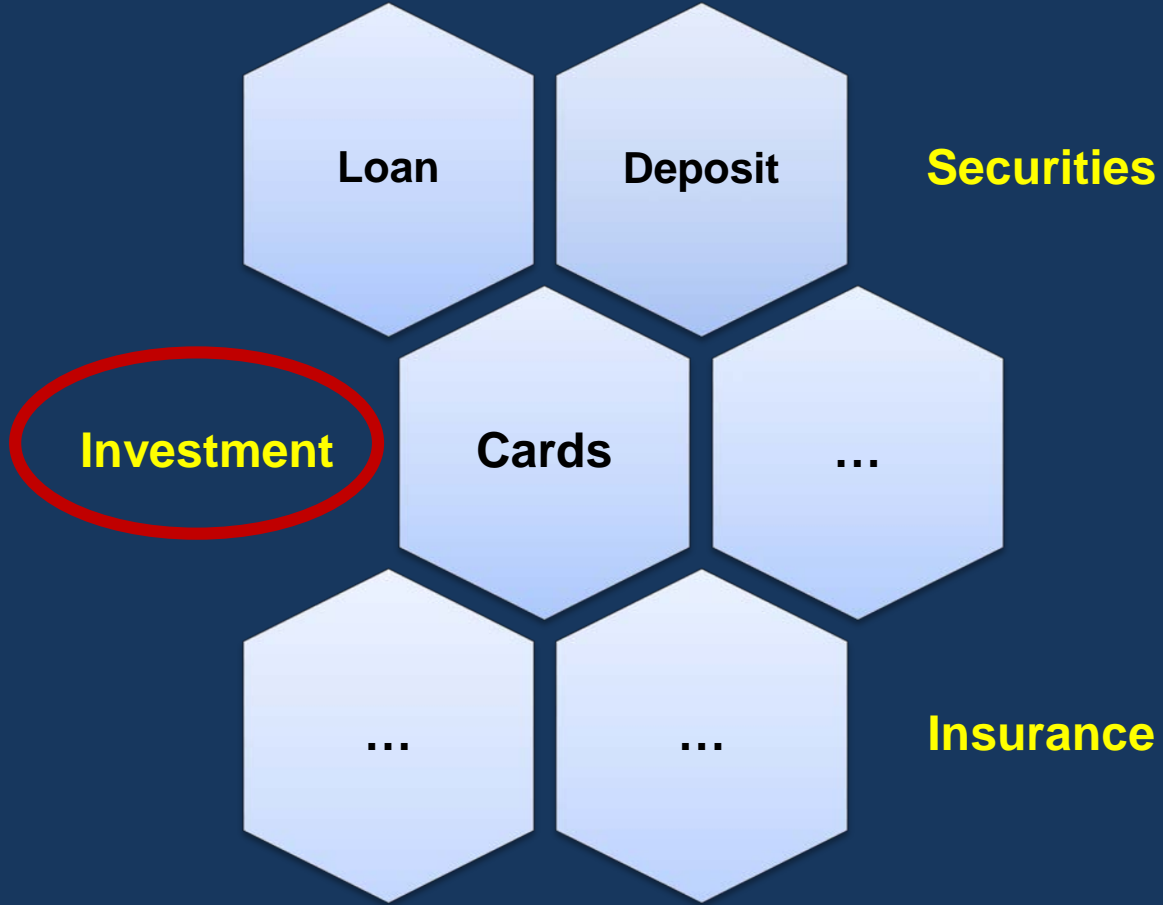 Loan
Deposit
Securities
Investment
Cards
...
...
...
Insurance